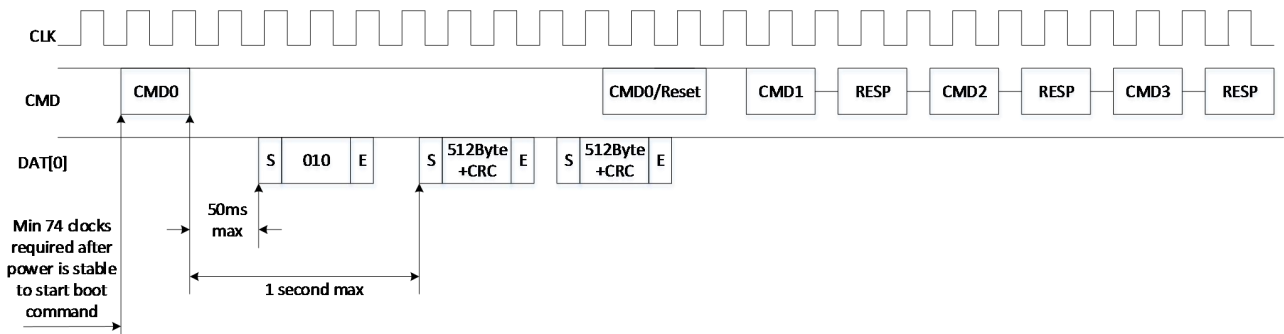 CLK
CMD
CMD0
CMD0/Reset
CMD1
RESP
CMD2
RESP
CMD3
RESP
DAT[0]
S
010
E
S
512Byte
+CRC
E
S
512Byte
+CRC
E
50ms
max
Min 74 clocks
required after
power is stable
to start boot
command
1 second max